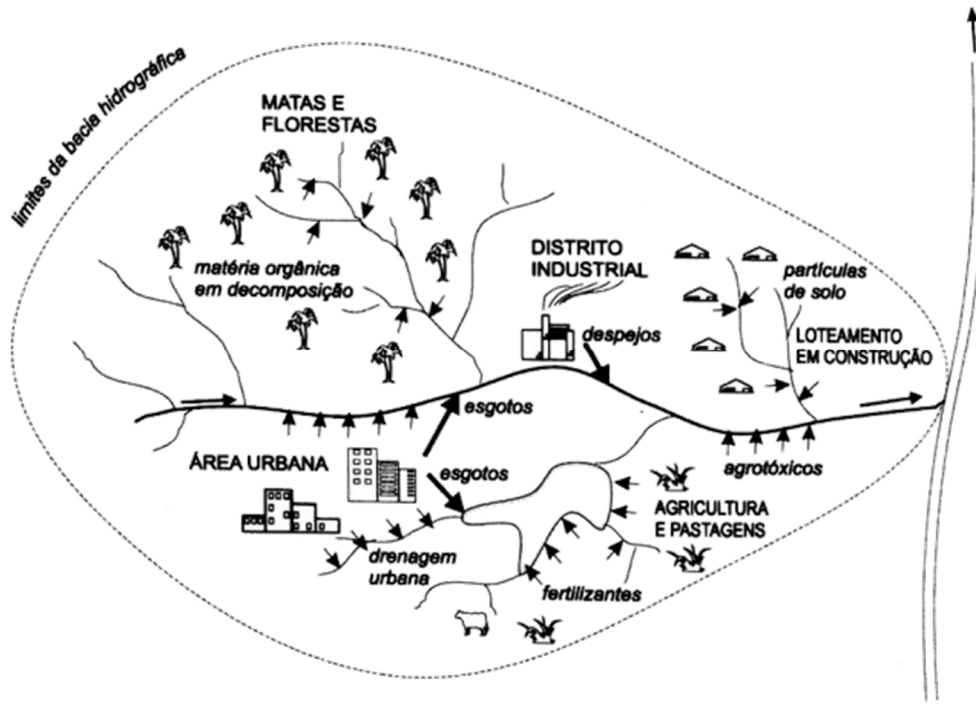 limites da bacia hidrográfica
MATAS E
FLORESTAS
matéria orgânica
em decomposição
DISTRITO
INDUSTRIAL
despejos
partículas
de solo
LOTEAMENTO
EM CONSTRUÇÃO
esgotos
ÁREA URBANA
esgotos
agrotóxicos
AGRICULTURA
E PASTAGENS
drenagem
urbana
fertilizantes